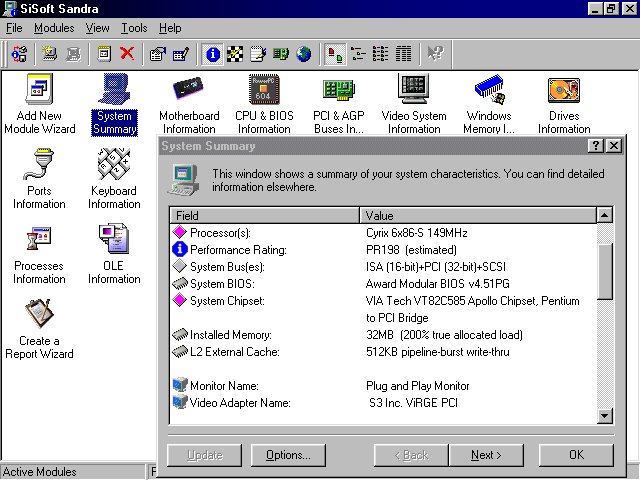 SiSoft Sandra
File Modules View Tools Help
Add New
Module Wizard
System
Summary
Motherboard
Information
PowerPC
604
CPU & BIOS
Information
PCI & AGP
Buses In...
Video System
Information
Windows
Memory I...
Drives
Information
Ports
Information
Keyboard
Information
Processes
Information
OLE
Information
Create a
Report Wizard
System Summary
This window shows a summary of your system characteristics. You can find detailed
information elsewhere.
Field Value
Processor(s): Cyrix 6x86-S 149MHz
Performance Rating: PR198 (estimated)
System Bus(es): ISA (16-bit)+PCI (32-bit)+SCSI
System BIOS: Award Modular BIOS v4.51PG
System Chipset: VIA Tech VT82C585 Apollo Chipset, Pentium
to PCI Bridge
Installed Memory: 32MB (200% true allocated load)
L2 External Cache: 512KB pipeline-burst write-thru
Monitor Name: Plug and Play Monitor
Video Adapter Name: S3 Inc. ViRGE PCI
Update Options... < Back Next > OK
Active Modules